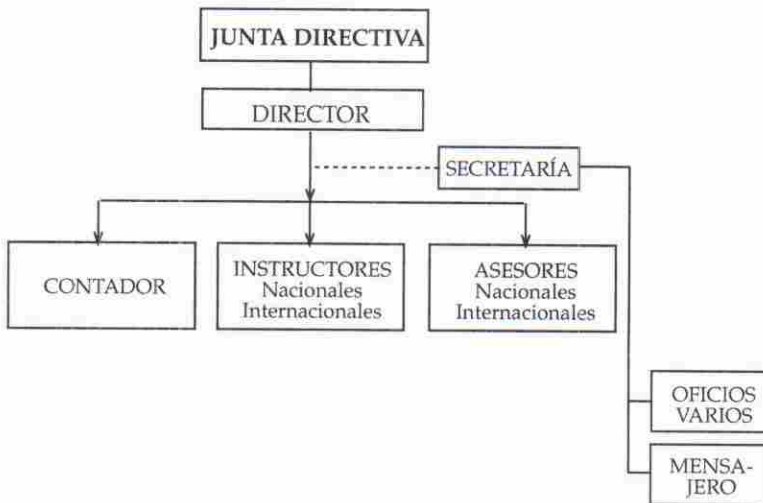 JUNTA DIRECTIVA
DIRECTOR
SECRETARÍA
CONTADOR
INSTRUCTORES
Nacionales
Internacionales
ASESORES
Nacionales
Internacionales
OFICIOS
VARIOS
MENSA-
JERO